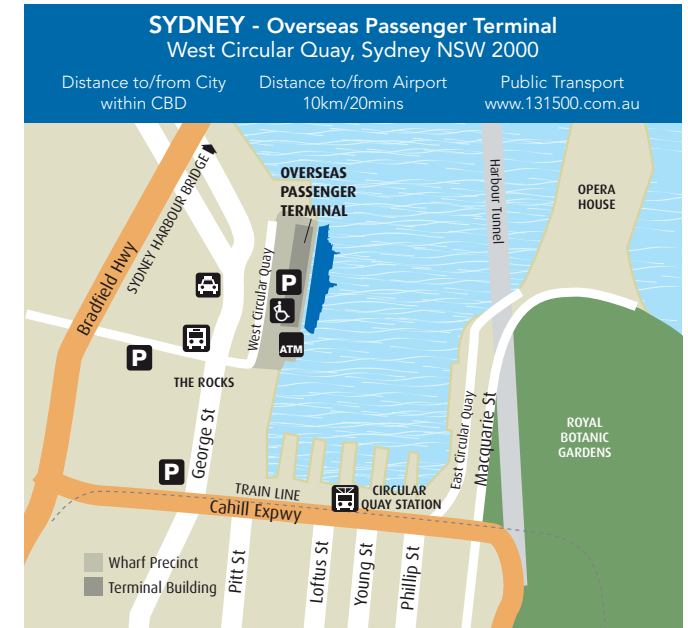 SYDNEY - Overseas Passenger Terminal
West Circular Quay, Sydney NSW 2000
Distance to/from City
within CBD
Distance to/from Airport
10km/20mins
Public Transport
www.131500.com.au
Bradfield Hwy
SYDNEY HARBOUR BRIDGE
OVERSEAS
PASSENGER
TERMINAL
Harbour Tunnel
OPERA
HOUSE
West Circular Quay
P
ATM
P
THE ROCKS
George St
P
East Circular Quay
Macquarie St
ROYAL
BOTANIC
GARDENS
TRAIN LINE
Cahill Expwy
CIRCULAR
QUAY STATION
Pitt St
Loftus St
Young St
Phillip St
Wharf Precinct
Terminal Building